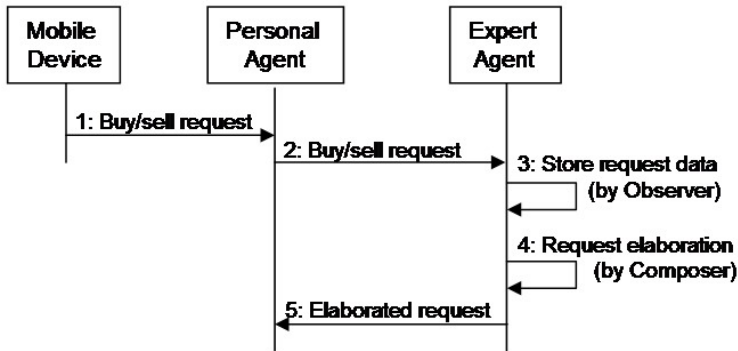 Mobile
Device
Personal
Agent
Expert
Agent
1: Buy/sell request
2: Buy/sell request
3: Store request data
(by Observer)
4: Request elaboration
(by Composer)
5: Elaborated request